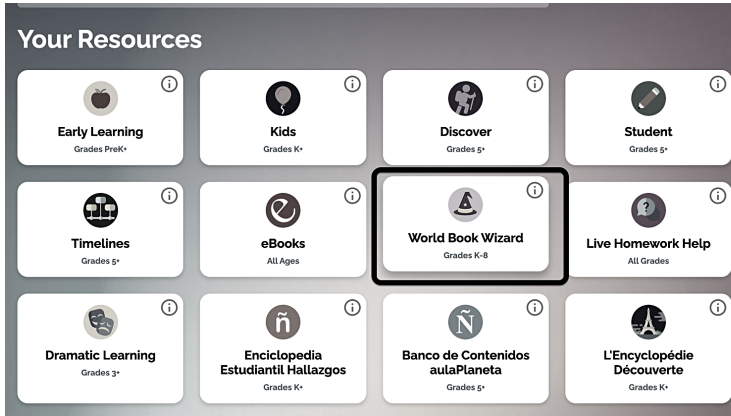 Your Resources
Early Learning
Grades PreK+
Kids
Grades K+
Discover
Grades 5+
Student
Grades 5+
Timelines
Grades 5+
eBooks
All Ages
World Book Wizard
Grades K-8
Live Homework Help
All Grades
Dramatic Learning
Grades 3+
ñ
Enciclopedia
Estudiantil Hallazgos
Grades K+
Ñ
Banco de Contenidos
aulaPlaneta
Grades 5+
L'Encyclopédie
Découverte
Grades K+